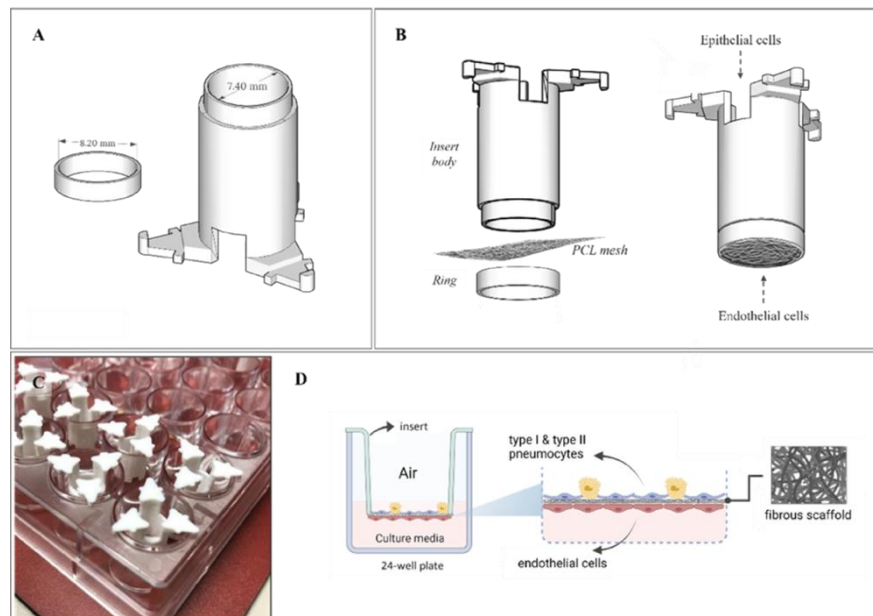 A
7.40 mm
8.20 mm
B
Epithelial cells
Insert
body
PCL mesh
Ring
Endothelial cells
C
D
insert
type I & type II
pneumocytes
Air
Culture media
24-well plate
endothelial cells
fibrous scaffold